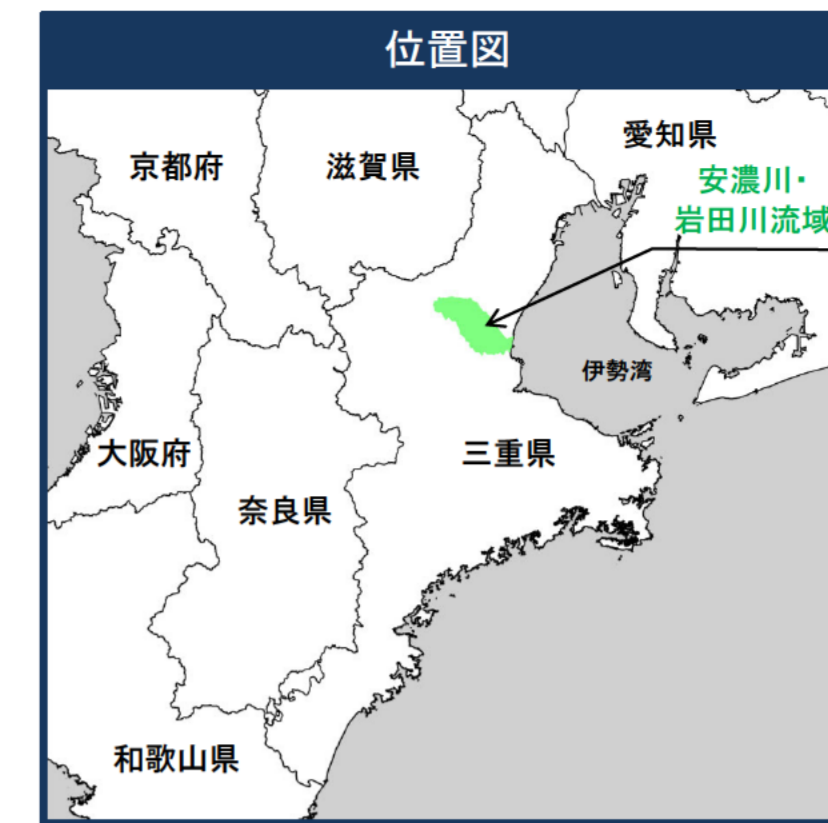 位置図
愛知県
京都府
滋賀県
安濃川・
岩田川流域
伊勢湾
大阪府
三重県
奈良県
和歌山県